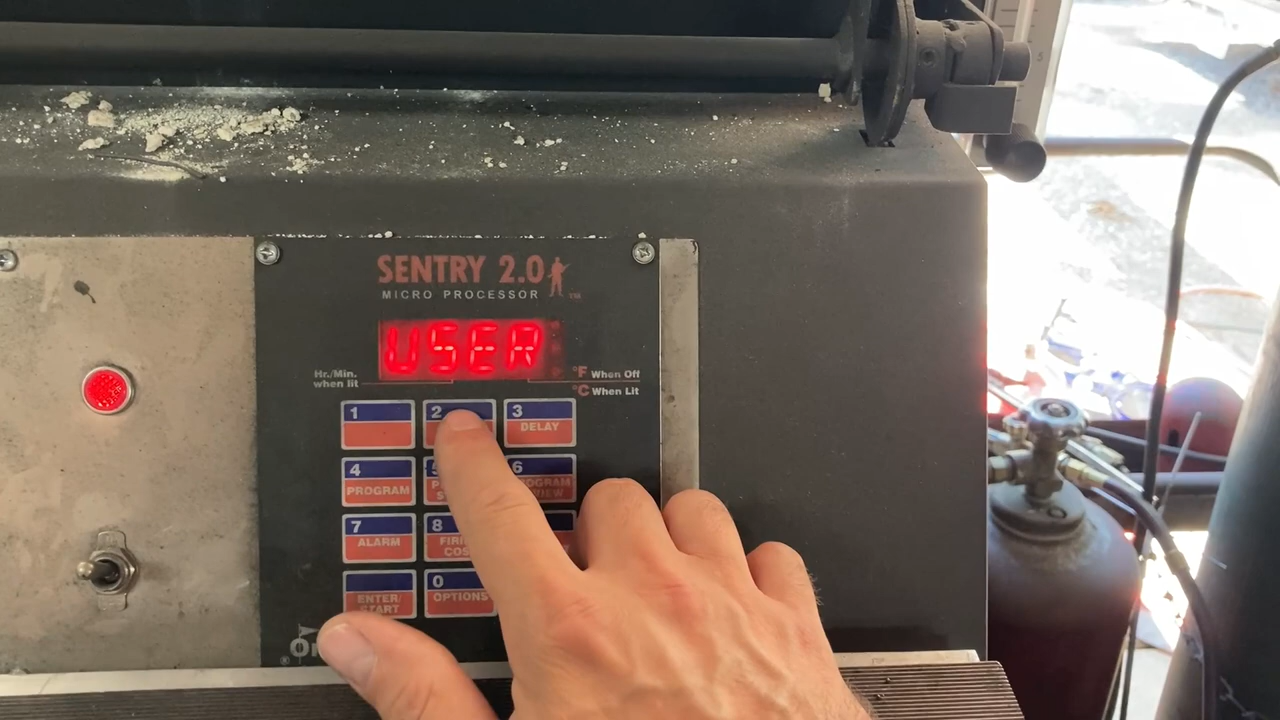 SENTRY 2.0
MICRO PROCESSOR
TM
USER
Hr./Min.
when lit
°F When Off
°C When Lit
1
2
3
DELAY
4
PROGRAM
6
7
ALARM
8
0
ENTER/
START
OPTIONS
®